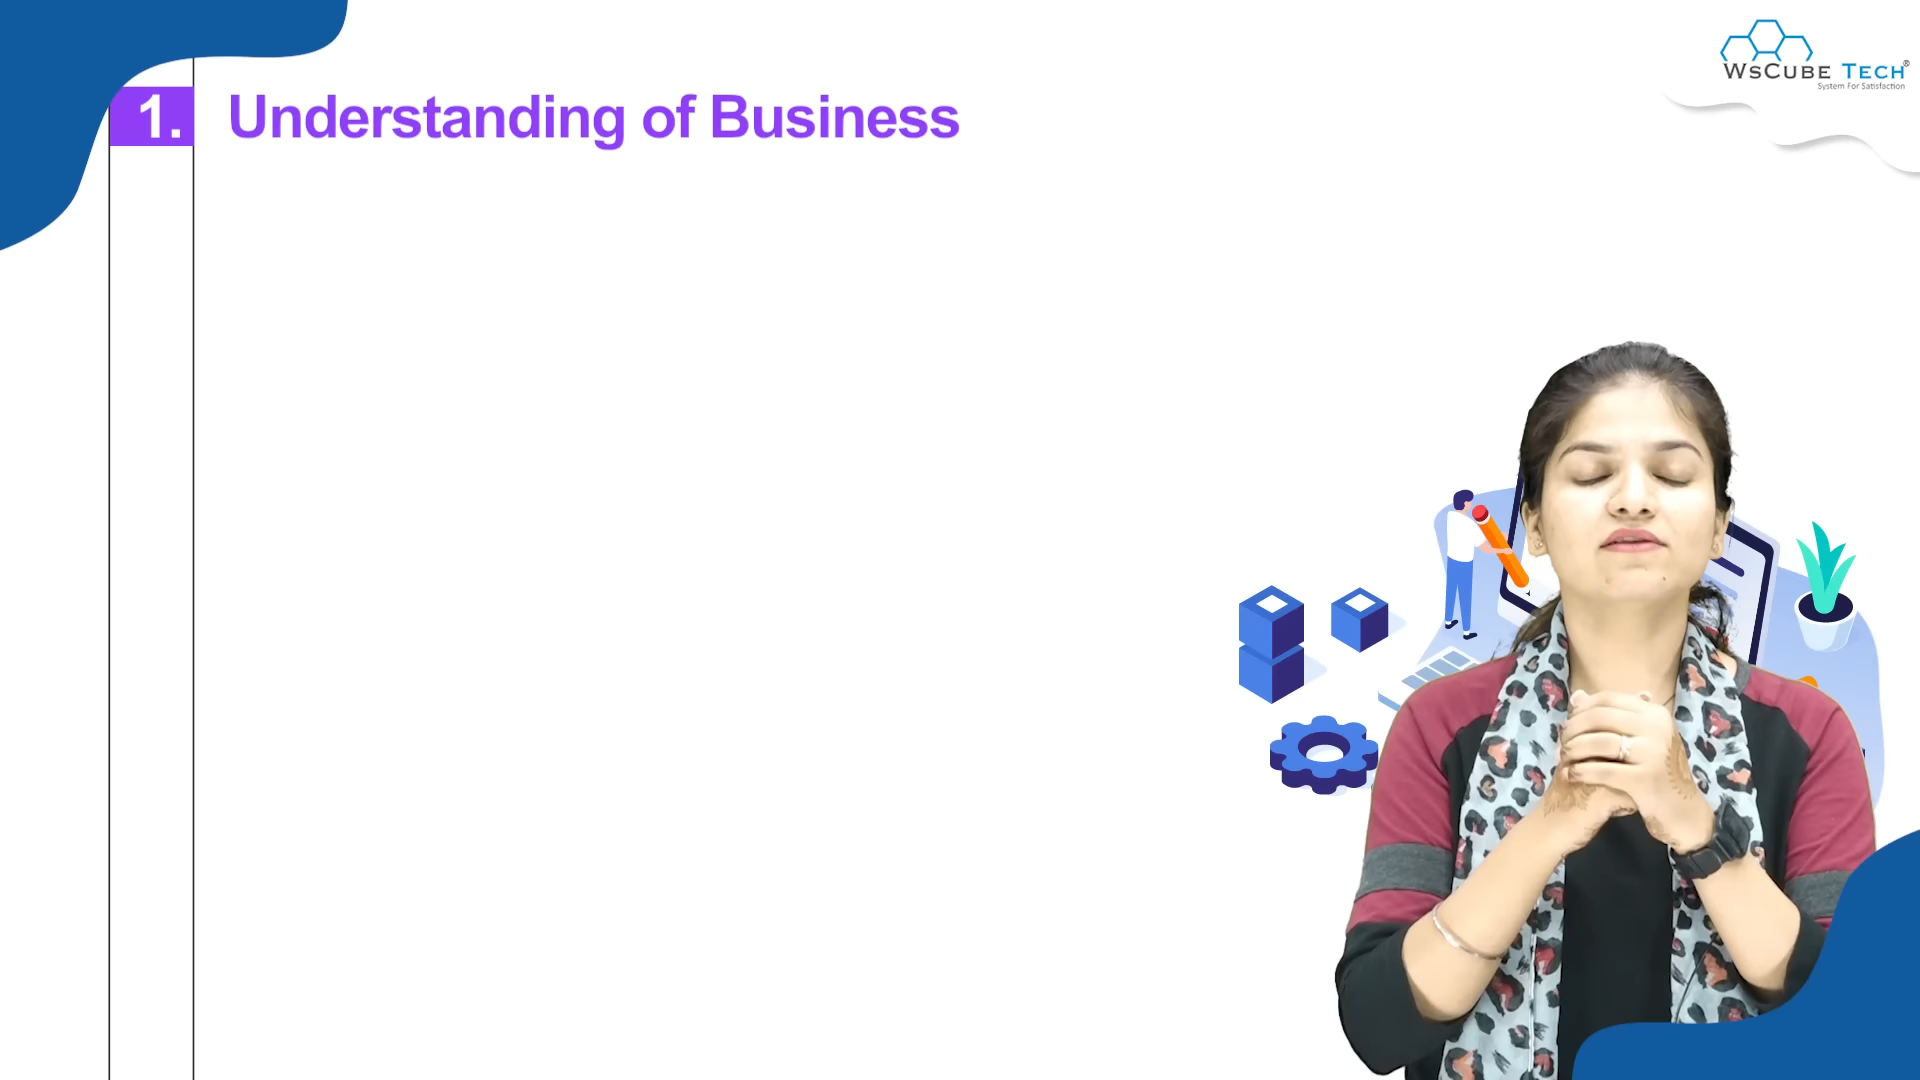 WSCUBE TECH®
System For Satisfaction
1. Understanding of Business